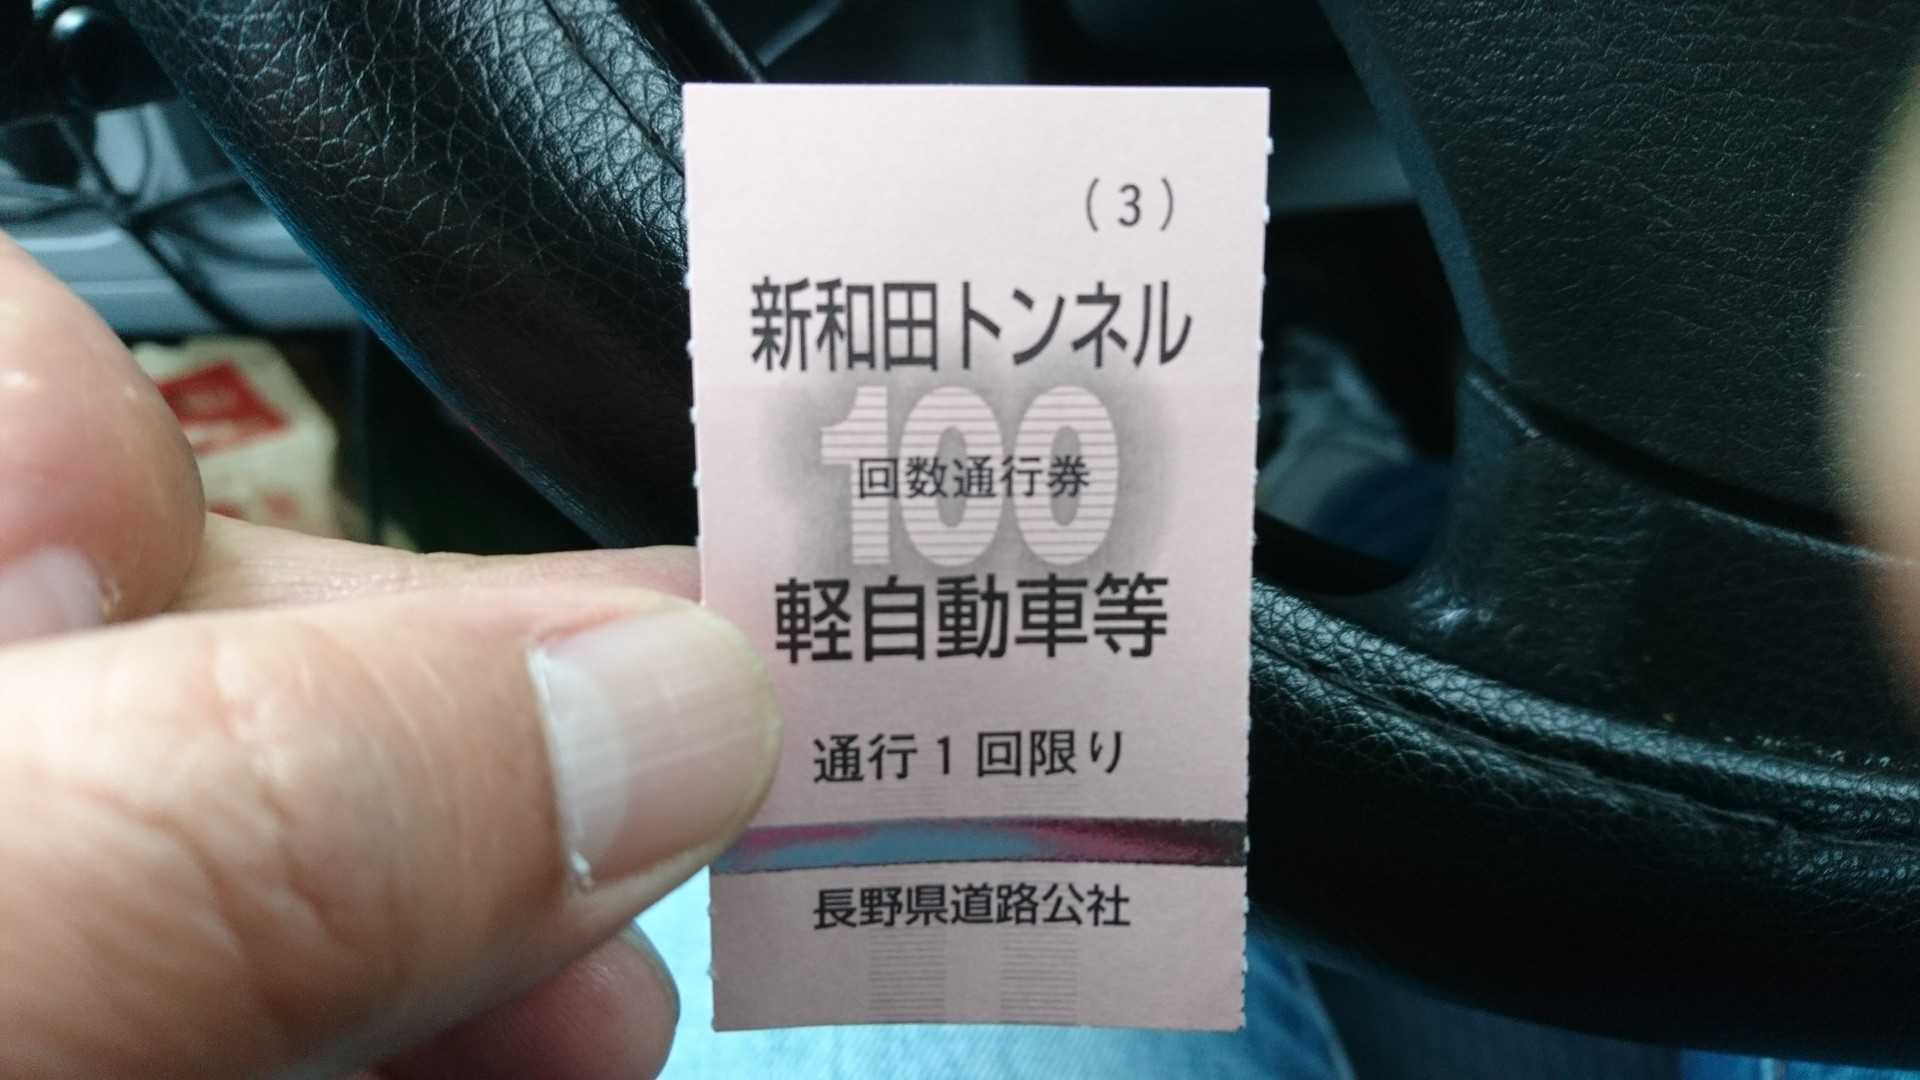 (3)
新和田トンネル
100
回数通行券
軽自動車等
通行1回限り
長野県道路公社